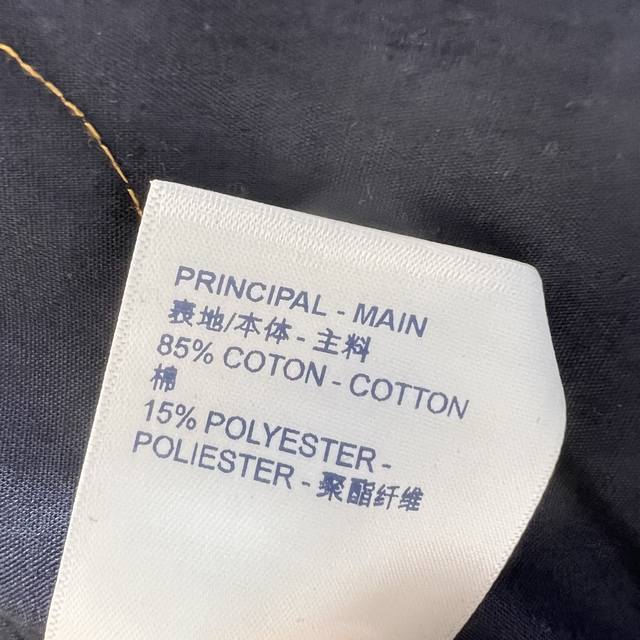 PRINCIPAL - MAIN
表地/本体 - 主料
85% COTON - COTTON
棉
15% POLYESTER -
POLIESTER - 聚酯纤维